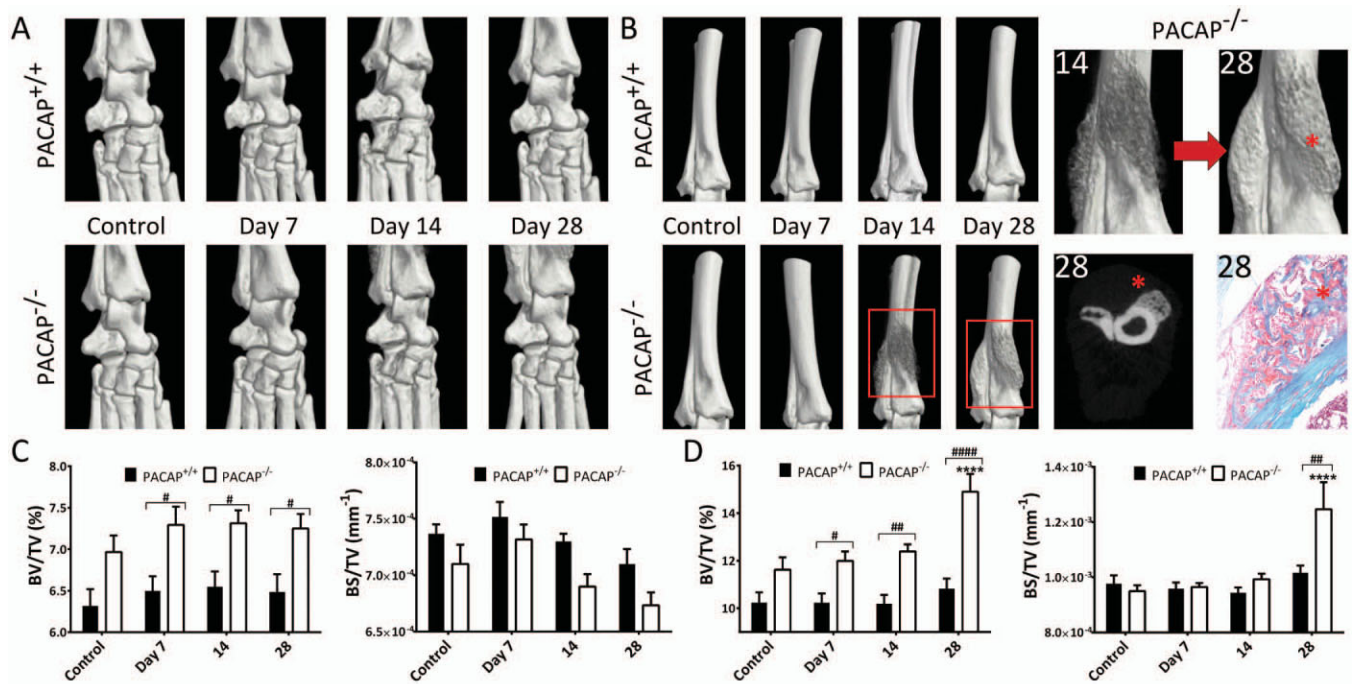 A
PACAP+/+
Control Day 7 Day 14 Day 28
PACAP-/-
B
PACAP+/+
Control Day 7 Day 14 Day 28
PACAP-/-
PACAP-/-
14
28
*
28
*
28
*
C
BV/TV (%)
8.0
7.5
7.0
6.5
6.0
PACAP+/+ PACAP-/-
# # #
Control Day 7 14 28
BS/TV (mm-1)
8.0×10-4
7.5×10-4
7.0×10-4
6.5×10-4
PACAP+/+ PACAP-/-
Control Day 7 14 28
D
BV/TV (%)
16
14
12
10
PACAP+/+ PACAP-/-
# ## ####
****
Control Day 7 14 28
BS/TV (mm-1)
1.4×10-3
1.2×10-3
1.0×10-3
8.0×10-4
PACAP+/+ PACAP-/-
##
****
Control Day 7 14 28